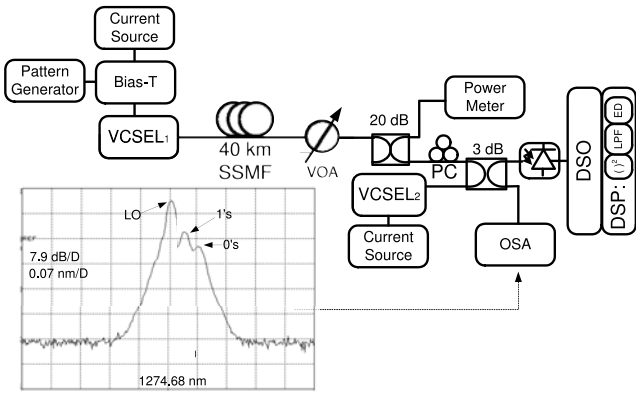 Current
Source
Pattern
Generator
Bias-T
VCSEL1
40 km
SSMF
VOA
20 dB
Power
Meter
PC
3 dB
VCSEL2
Current
Source
OSA
DSO
DSP: ( )² LPF ED
LO
1's
0's
REF
7.9 dB/D
0.07 nm/D
1274.68 nm